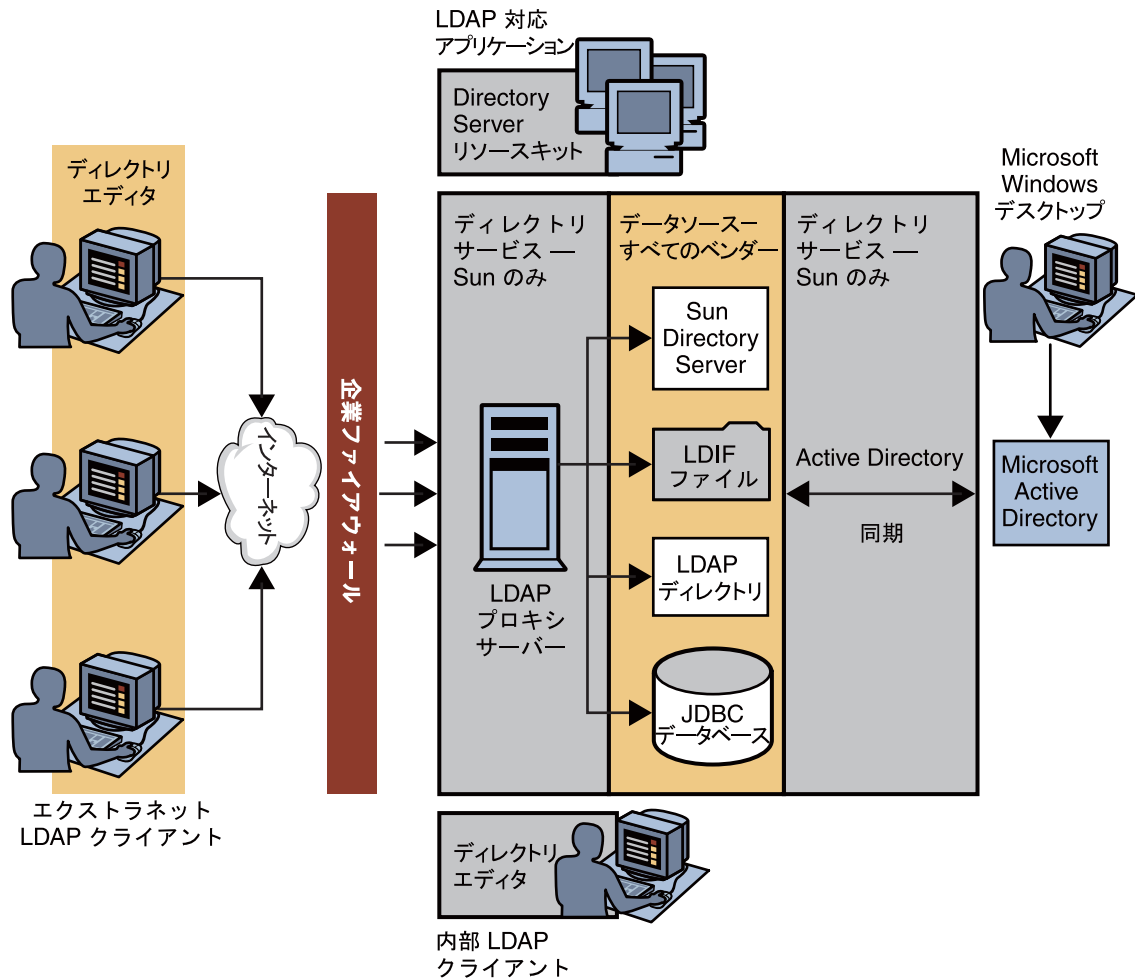 LDAP 対応
アプリケーション
Directory
Server
リソースキット
ディレクトリ
エディタ
Microsoft
Windows
デスクトップ
ディレクトリ
サービス —
Sun のみ
データソース—
すべてのベンダー
ディレクトリ
サービス —
Sun のみ
Sun
Directory
Server
企業ファイアウォール
インターネット
LDIF
ファイル
Active Directory
同期
Microsoft
Active
Directory
LDAP
プロキシ
サーバー
LDAP
ディレクトリ
JDBC
データベース
エクストラネット
LDAP クライアント
ディレクトリ
エディタ
内部 LDAP
クライアント